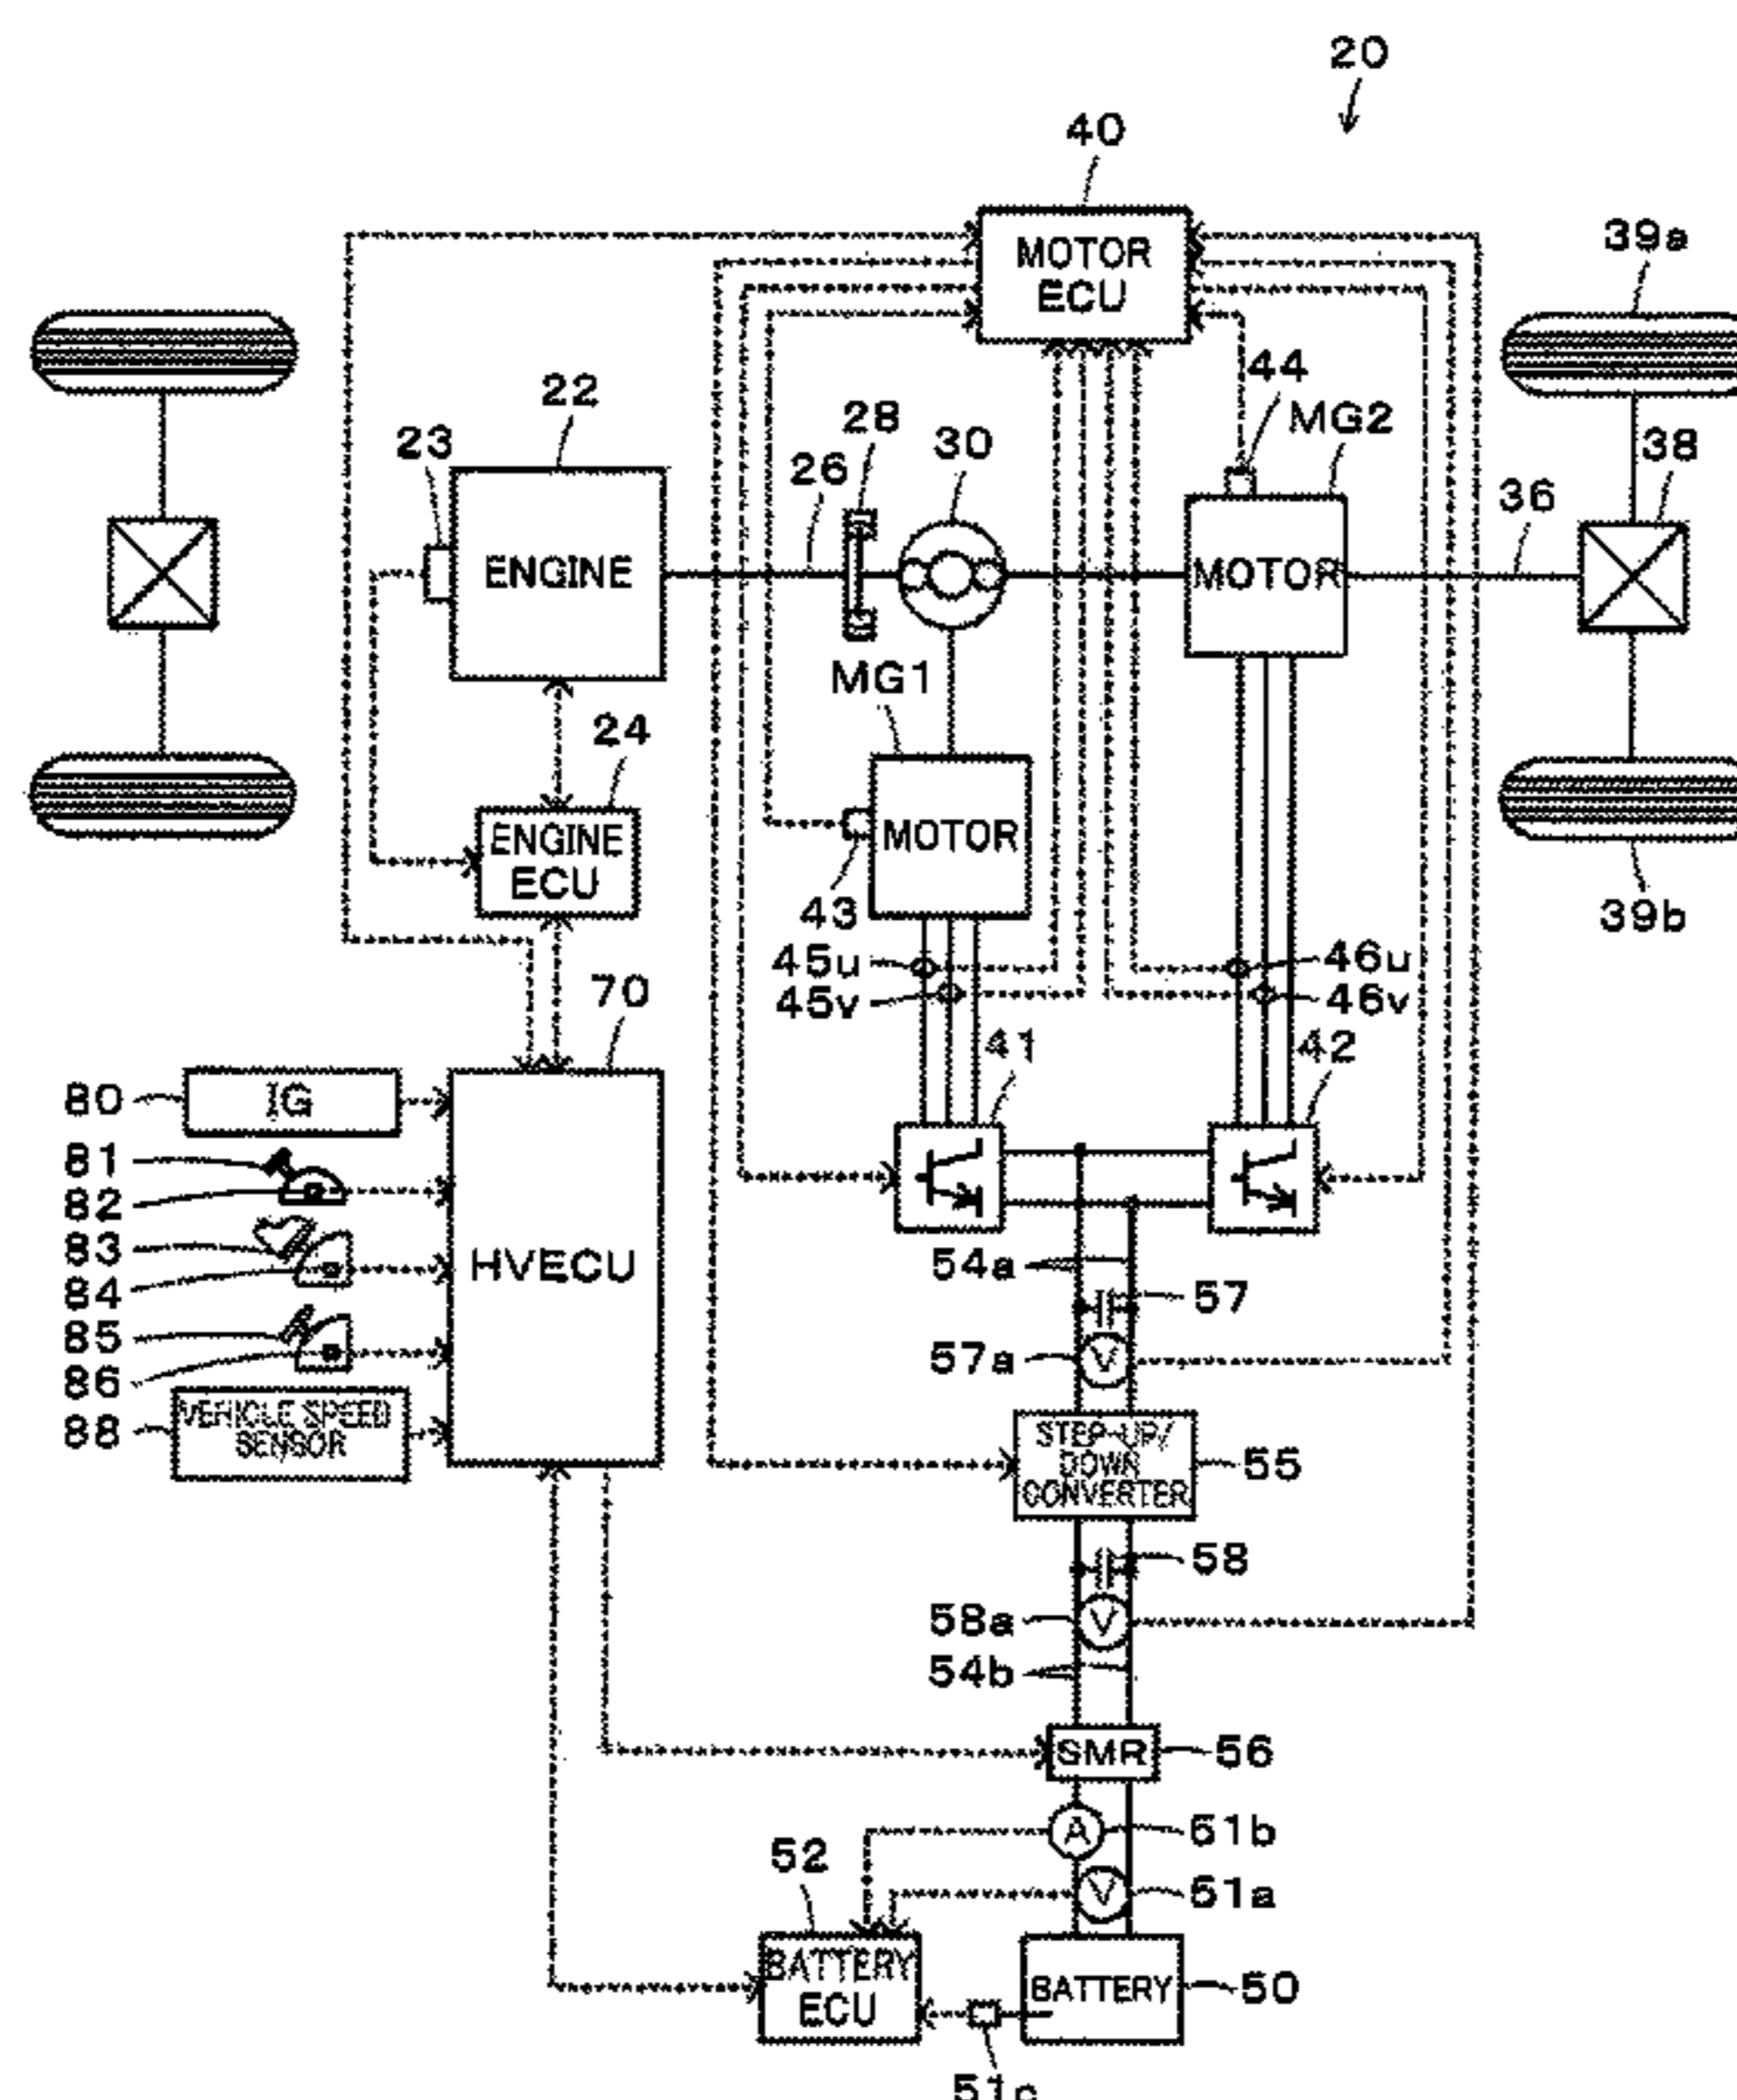 20
40
MOTOR
ECU
39a
22
28
30
44
MG2
23
26
38
36
ENGINE
MOTOR
MG1
24
ENGINE
ECU
MOTOR
43
39b
45u
46u
45v
46v
70
41
42
80
IG
81
82
83
84
HVECU
54a
57
85
57a
86
88
VEHICLE SPEED
SENSOR
STEP-UP/
DOWN
CONVERTER
55
58
58a
54b
SMR
56
A
51b
52
51a
V
V
V
BATTERY
ECU
BATTERY
50
51c